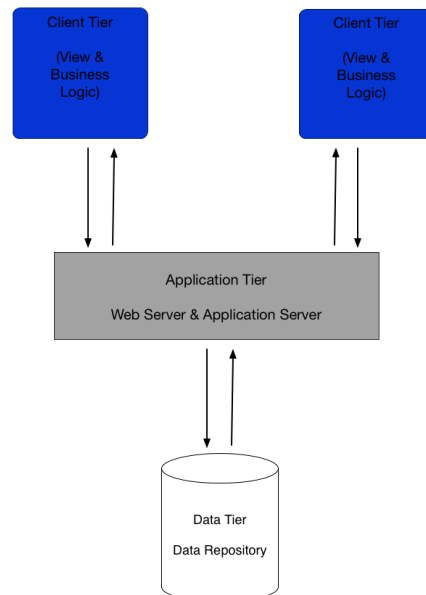 Client Tier
(View &
Business
Logic)
Client Tier
(View &
Business
Logic)
Application Tier
Web Server & Application Server
Data Tier
Data Repository